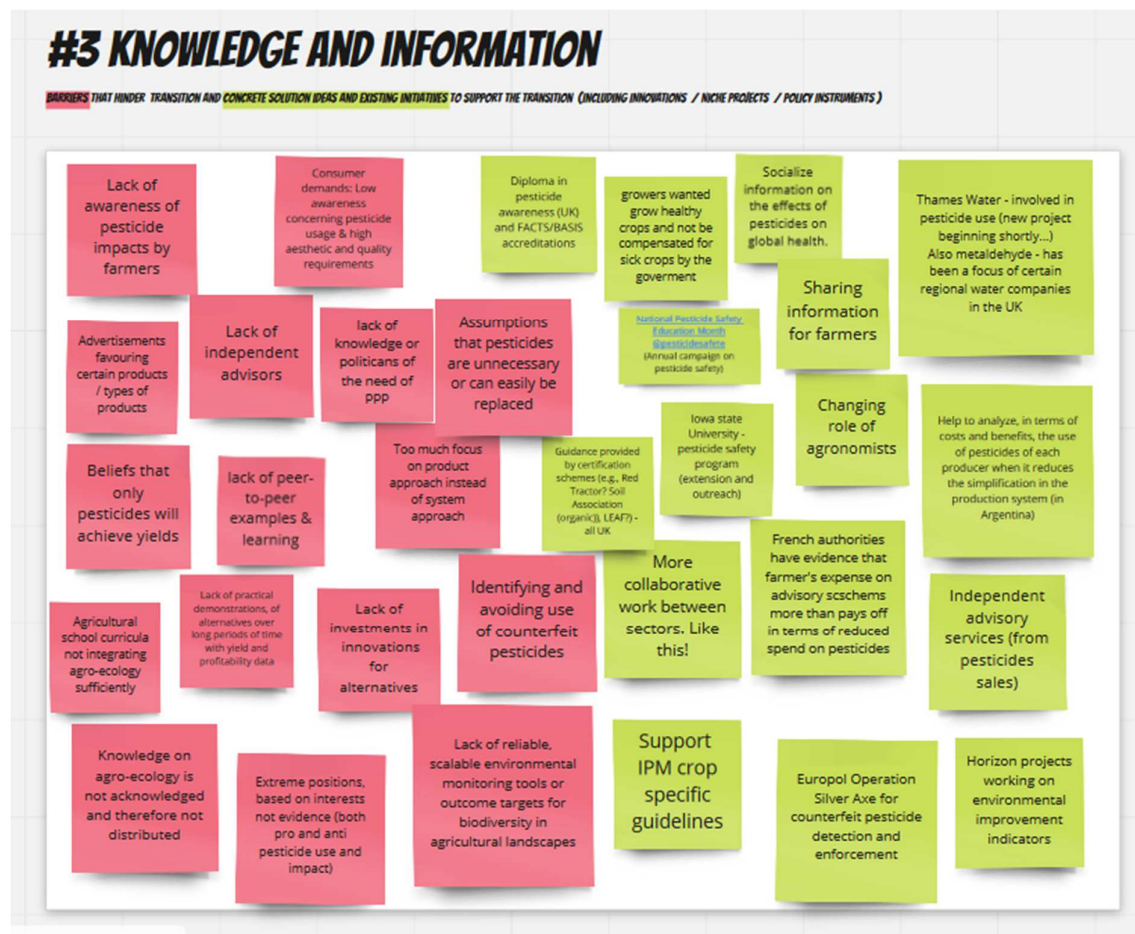 #3 KNOWLEDGE AND INFORMATION
BARRIERS THAT HINDER TRANSITION AND CONCRETE SOLUTION IDEAS AND EXISTING INITIATIVES TO SUPPORT THE TRANSITION (INCLUDING INNOVATIONS / NICHE PROJECTS / POLICY INSTRUMENTS )
Lack of
awareness of
pesticide
impacts by
farmers
Consumer
demands: Low
awareness
concerning pesticide
usage & high
aesthetic and quality
requirements
Diploma in
pesticide
awareness (UK)
and FACTS/BASIS
accreditations
growers wanted
grow healthy
crops and not be
compensated for
sick crops by the
goverment
Socialize
information on
the effects of
pesticides on
global health.
Thames Water - involved in
pesticide use (new project
beginning shortly...)
Also metaldehyde - has
been a focus of certain
regional water companies
in the UK
Advertisements
favouring
certain products
/ types of
products
Lack of
independent
advisors
lack of
knowledge or
politicans of
the need of
PPP
Assumptions
that pesticides
are unnecessary
or can easily be
replaced
National Pesticide Safety
Education Month
@pesticidesafete
(Annual campaign on
pesticide safety)
Sharing
information
for farmers
Beliefs that
only
pesticides will
achieve yields
lack of peer-
to-peer
examples &
learning
Too much focus
on product
approach instead
of system
approach
Guidance provided
by certification
schemes (e.g., Red
Tractor? Soil
Association
(organic)), LEAF?) -
all UK
Iowa state
University -
pesticide safety
program
(extension and
outreach)
Changing
role of
agronomists
Help to analyze, in terms of
costs and benefits, the use
of pesticides of each
producer when it reduces
the simplification in the
production system (in
Argentina)
Agricultural
school curricula
not integrating
agro-ecology
sufficiently
Lack of practical
demonstrations, of
alternatives over
long periods of time
with yield and
profitability data
Lack of
investments in
innovations
for
alternatives
Identifying and
avoiding use
of counterfeit
pesticides
More
collaborative
work between
sectors. Like
this!
French authorities
have evidence that
farmer's expense on
advisory scschems
more than pays off
in terms of reduced
spend on pesticides
Independent
advisory
services (from
pesticides
sales)
Knowledge on
agro-ecology is
not acknowledged
and therefore not
distributed
Extreme positions,
based on interests
not evidence (both
pro and anti
pesticide use and
impact)
Lack of reliable,
scalable environmental
monitoring tools or
outcome targets for
biodiversity in
agricultural landscapes
Support
IPM crop
specific
guidelines
Europol Operation
Silver Axe for
counterfeit pesticide
detection and
enforcement
Horizon projects
working on
environmental
improvement
indicators